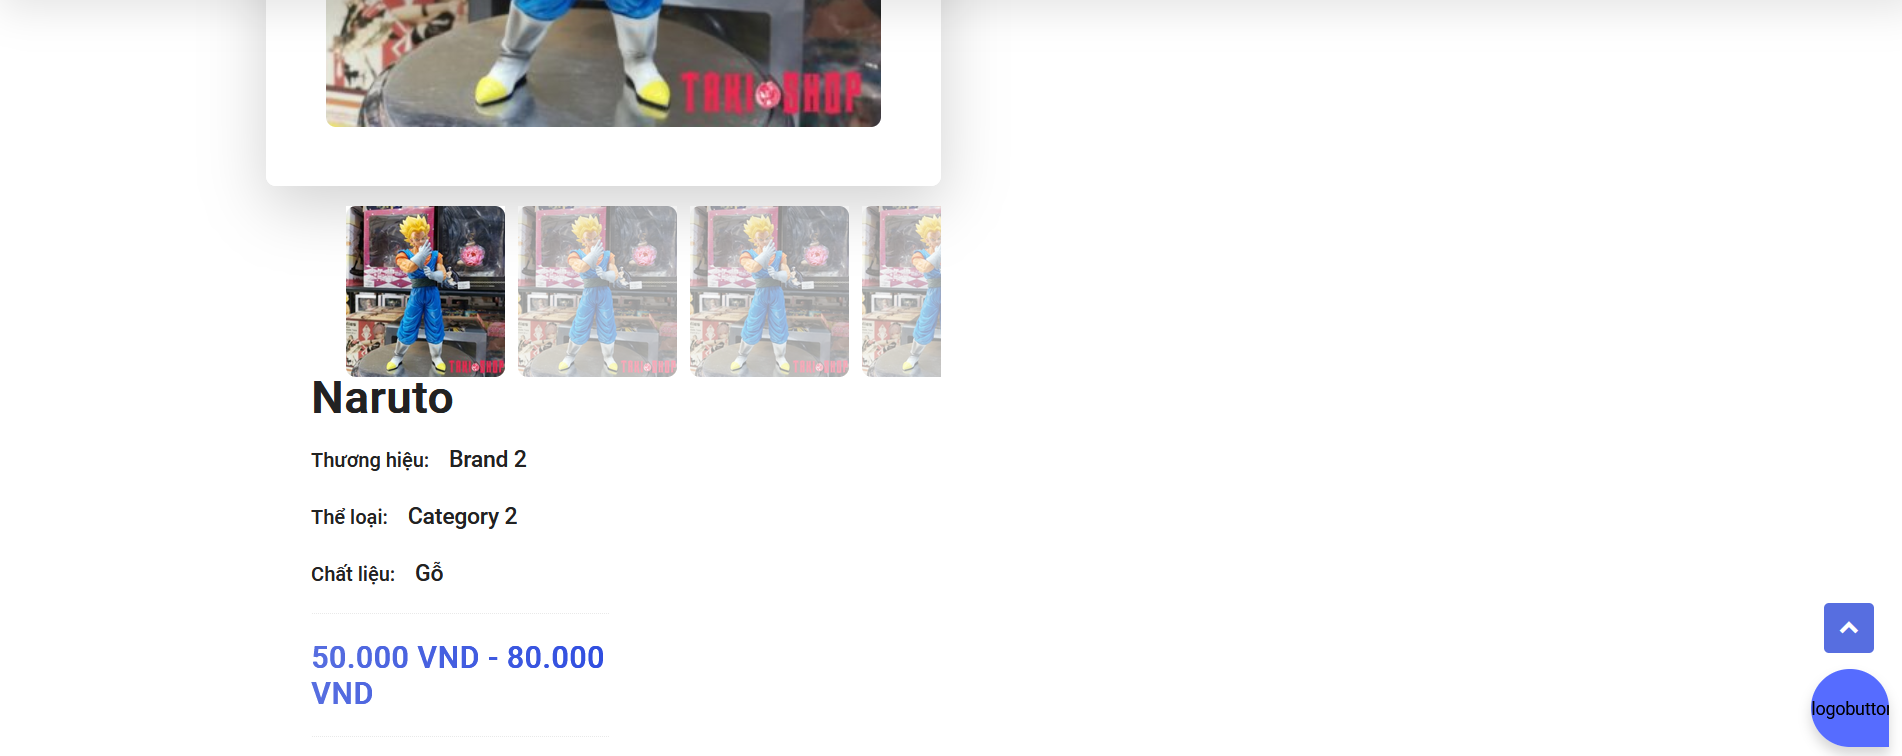 TAKI SHOP
Naruto
Thương hiệu: Brand 2
Thể loại: Category 2
Chất liệu: Gỗ
50.000 VND - 80.000
VND
logobutton